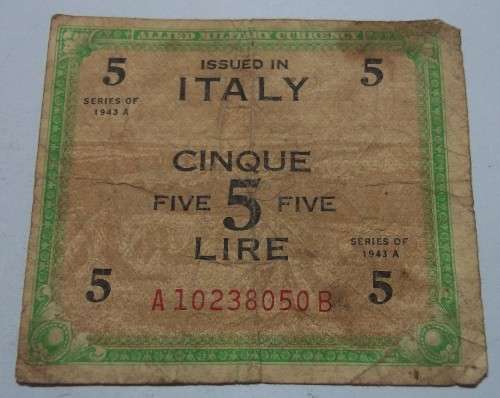 ALLIED MILITARY CURRENCY
ISSUED IN
5 ITALY 5
SERIES OF
1943 A
CINQUE
FIVE 5 FIVE
LIRE
SERIES OF
1943 A
5 A10238050B 5